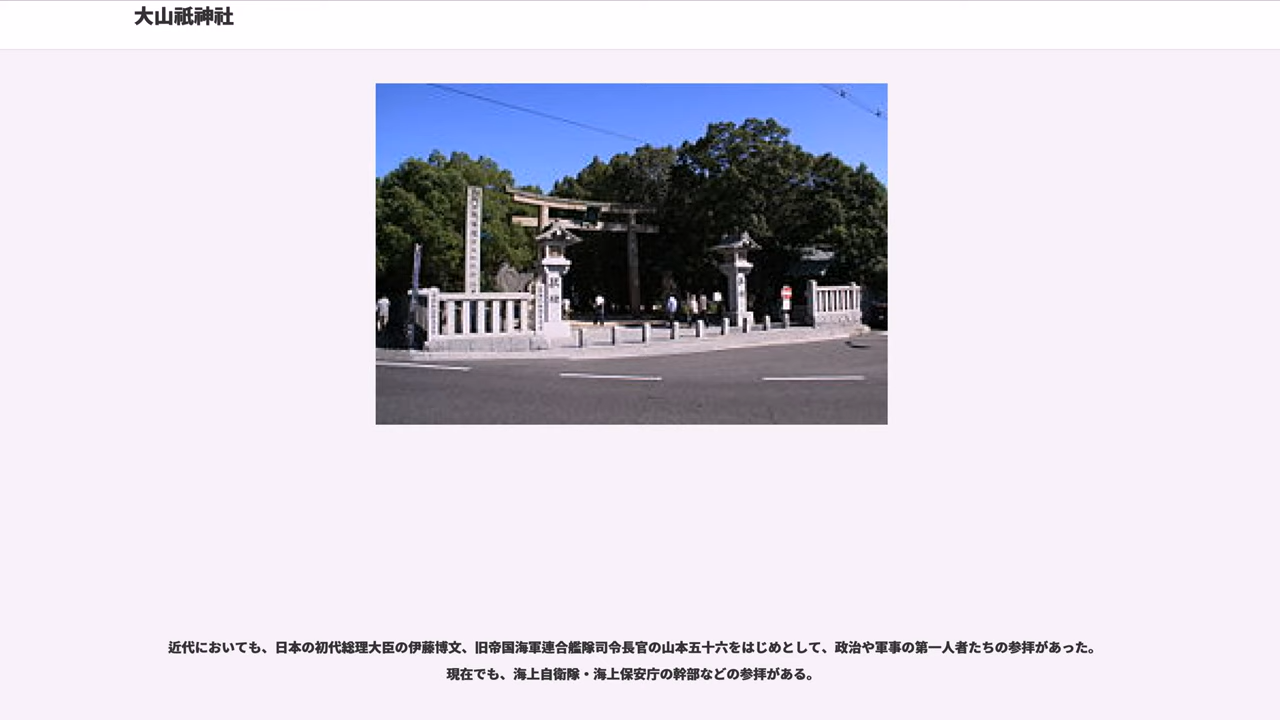 大山祇神社
近代においても、日本の初代総理大臣の伊藤博文、旧帝国海軍連合艦隊司令長官の山本五十六をはじめとして、政治や軍事の第一人者たちの参拝があった。
現在でも、海上自衛隊・海上保安庁の幹部などの参拝がある。